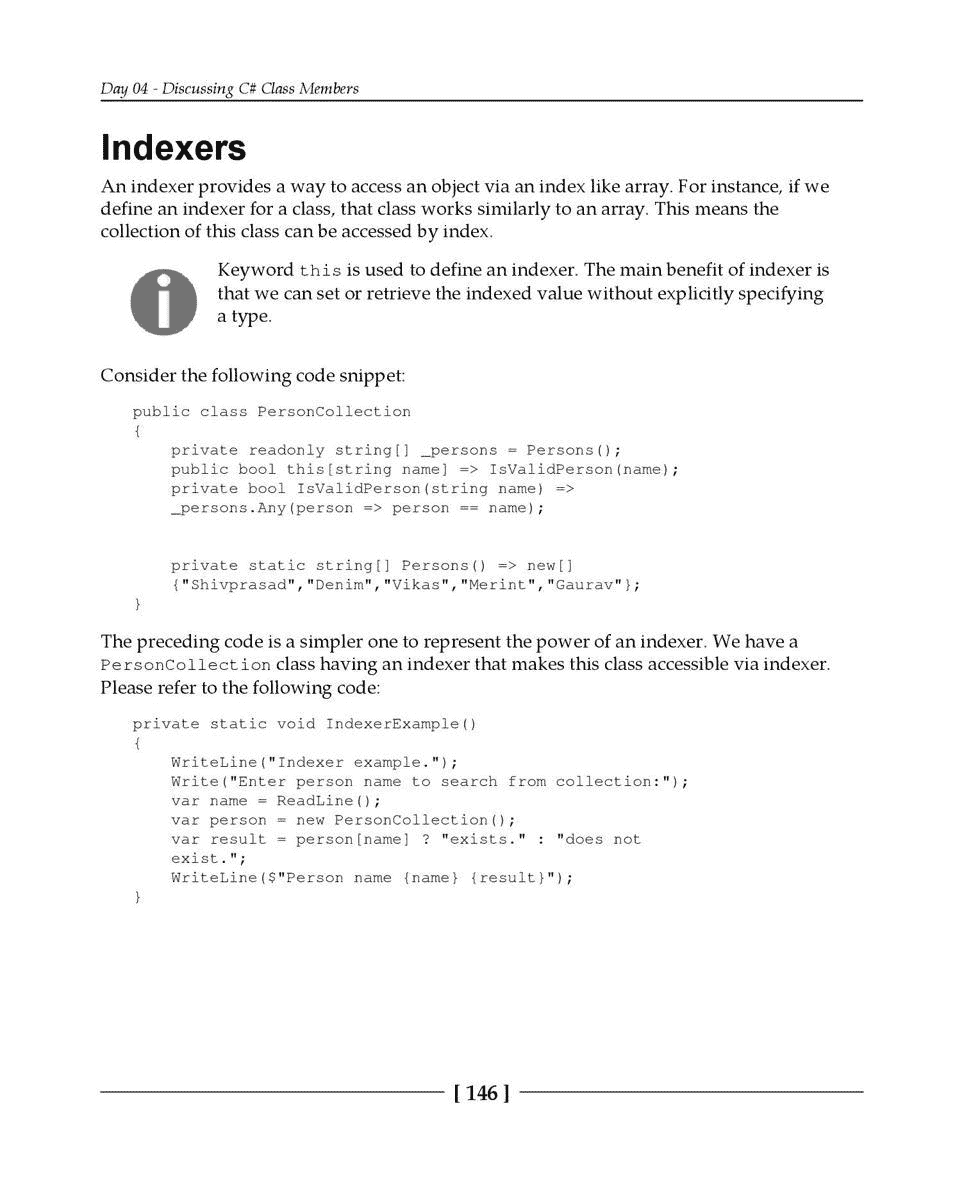 Day 04 - Discussing C# Class Members
Indexers
An indexer provides a way to access an object via an index like array. For instance, if we
define an indexer for a class, that class works similarly to an array. This means the
collection of this class can be accessed by index.
Keyword this is used to define an indexer. The main benefit of indexer is
that we can set or retrieve the indexed value without explicitly specifying
a type.
Consider the following code snippet:
public class PersonCollection
{
private readonly string[] _persons = Persons();
public bool this[string name] => IsValidPerson(name);
private bool IsValidPerson(string name) =>
_persons.Any(person => person == name);
private static string[] Persons() => new[]
{"Shivprasad","Denim","Vikas","Merint","Gaurav"};
}
The preceding code is a simpler one to represent the power of an indexer. We have a
PersonCollection class having an indexer that makes this class accessible via indexer.
Please refer to the following code:
private static void IndexerExample()
{
WriteLine("Indexer example.");
Write("Enter person name to search from collection:");
var name = ReadLine();
var person = new PersonCollection();
var result = person[name] ? "exists." : "does not
exist.";
WriteLine($"Person name {name} {result}");
}
[ 146 ]